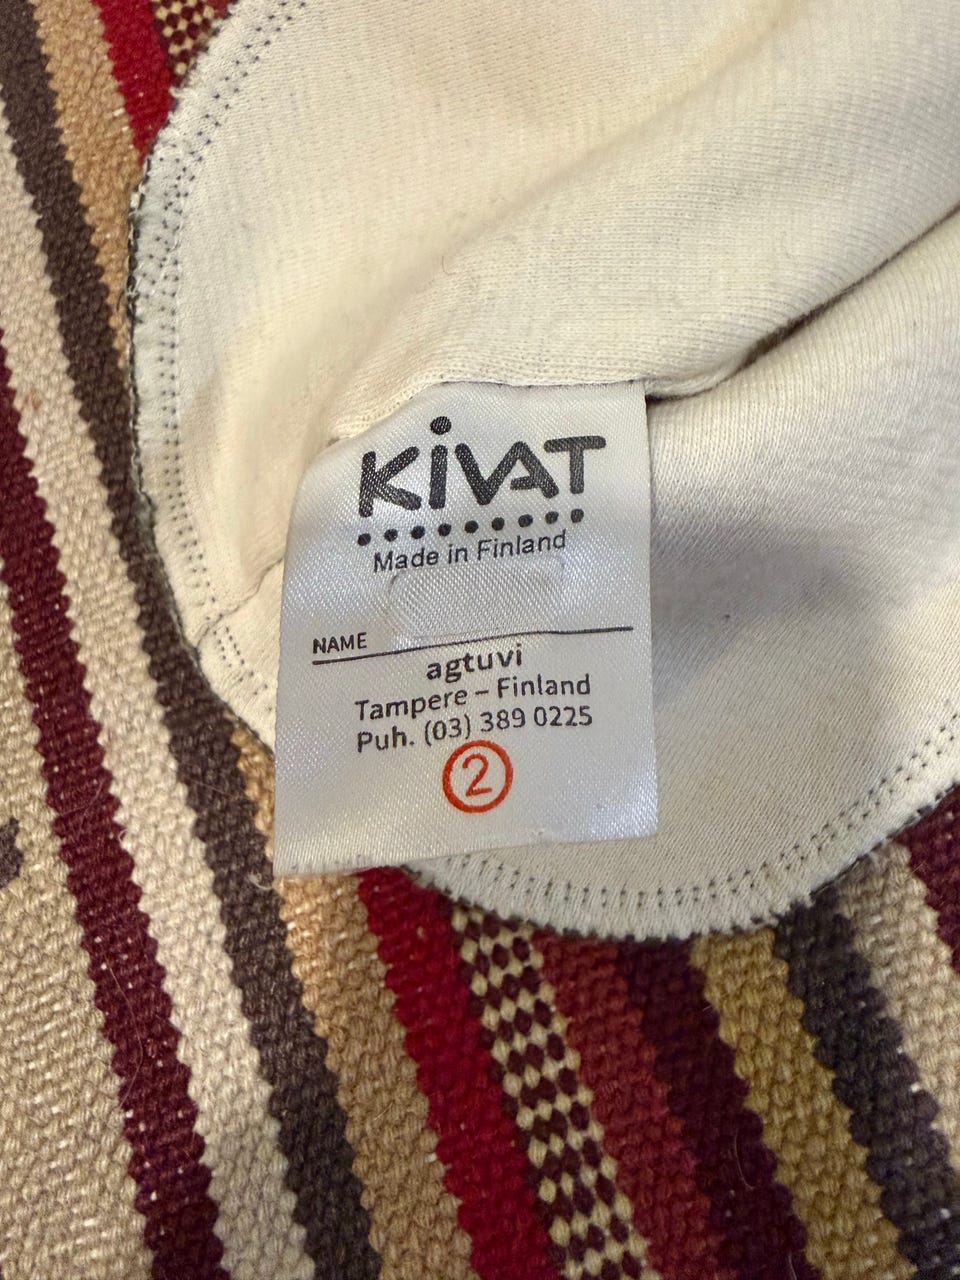 KiVAT
Made in Finland
NAME
agtuvi
Tampere – Finland
Puh. (03) 389 0225
2